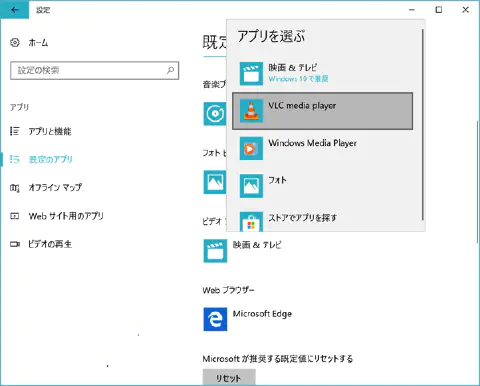 設定
ホーム
設定の検索
アプリ
アプリと機能
既定のアプリ
オフライン マップ
Web サイト用のアプリ
ビデオの再生
既定
音楽プ
フォト ビ
ビデオ プ
映画 & テレビ
Web ブラウザー
Microsoft Edge
Microsoft が推奨する既定値にリセットする
リセット
アプリを選ぶ
映画 & テレビ
Windows 10 で推奨
VLC media player
Windows Media Player
フォト
ストアでアプリを探す